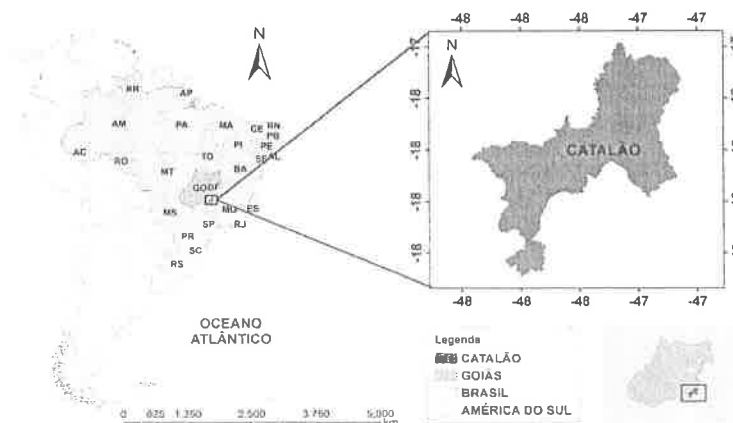 N
RR
AP
AM
PA
MA
CE
RN
PB
PI
PE
AL
SE
AC
RO
TO
BA
MT
GO
DF
MS
MG
ES
SP
RJ
PR
SC
RS
OCEANO
ATLÂNTICO
0 625 1.250 2.500 3.750 5.000
km
-48 -48 -48 -47 -47
N
CATALÃO
-18
-18
-18
-18
-48 -48 -48 -47 -47
Legenda
CATALÃO
GOIÁS
BRASIL
AMÉRICA DO SUL